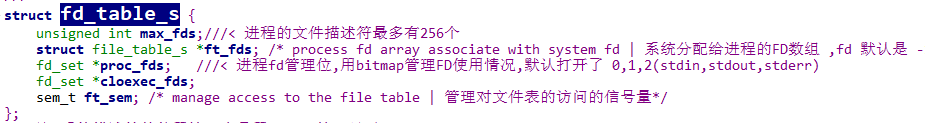 struct fd_table_s {
unsigned int max_fds;///< 进程的文件描述符最多有256个
struct file_table_s *ft_fds; /* process fd array associate with system fd | 系统分配给进程的FD数组 ,fd 默认是 -
fd_set *proc_fds; ///< 进程fd管理位,用bitmap管理FD使用情况,默认打开了 0,1,2(stdin,stdout,stderr)
fd_set *cloexec_fds;
sem_t ft_sem; /* manage access to the file table | 管理对文件表的访问的信号量*/
};